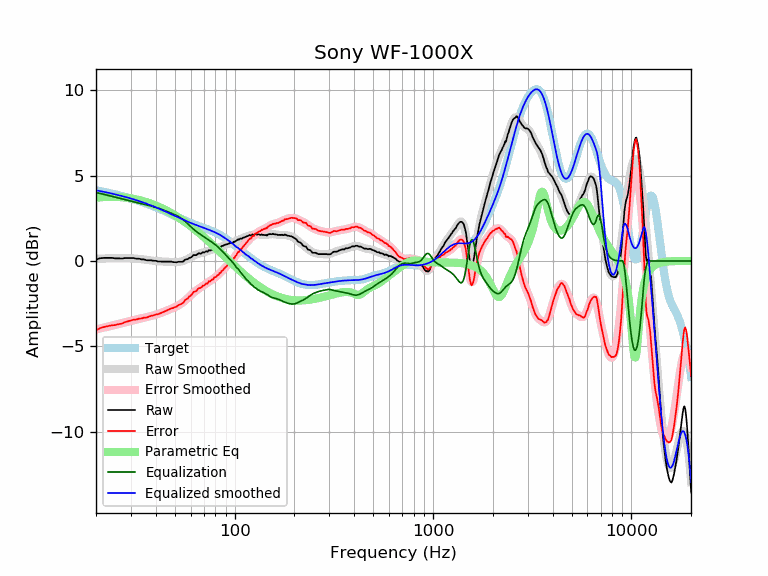 Sony WF-1000X
Amplitude (dBr)
10
5
0
−5
−10
Target
Raw Smoothed
Error Smoothed
Raw
Error
Parametric Eq
Equalization
Equalized smoothed
100
1000
10000
Frequency (Hz)